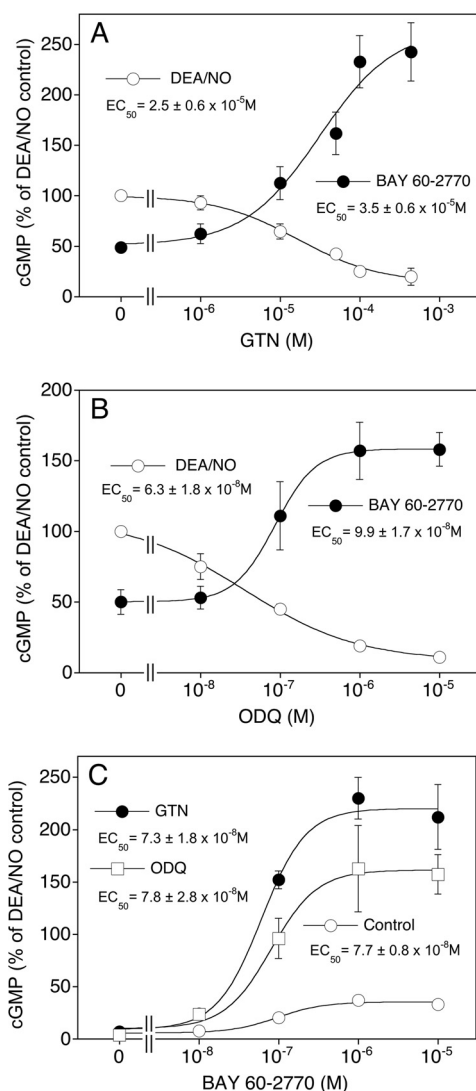 A
250
200
150
100
50
0
cGMP (% of DEA/NO control)
DEA/NO
EC50 = 2.5 ± 0.6 x 10-5M
BAY 60-2770
EC50 = 3.5 ± 0.6 x 10-5M
0 10-6 10-5 10-4 10-3
GTN (M)
B
200
150
100
50
0
cGMP (% of DEA/NO control)
DEA/NO
EC50 = 6.3 ± 1.8 x 10-8M
BAY 60-2770
EC50 = 9.9 ± 1.7 x 10-8M
0 10-8 10-7 10-6 10-5
ODQ (M)
C
250
200
150
100
50
0
cGMP (% of DEA/NO control)
GTN
EC50 = 7.3 ± 1.8 x 10-8M
ODQ
EC50 = 7.8 ± 2.8 x 10-8M
Control
EC50 = 7.7 ± 0.8 x 10-8M
0 10-8 10-7 10-6 10-5
BAY 60-2770 (M)